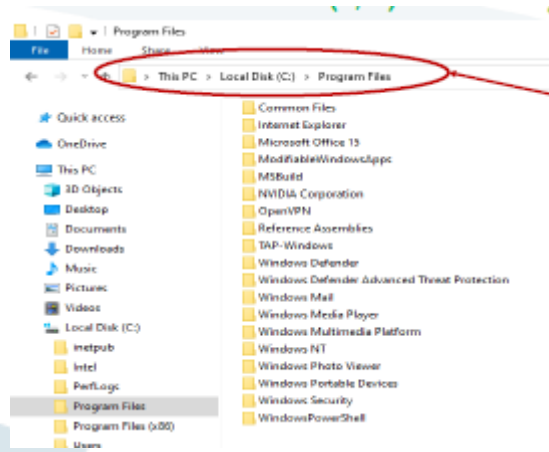 Program Files
File Home Share View
This PC > Local Disk (C:) > Program Files
Quick access
OneDrive
This PC
3D Objects
Desktop
Documents
Downloads
Music
Pictures
Videos
Local Disk (C:)
inetpub
Intel
PerfLogs
Program Files
Program Files (x86)
Users
Common Files
Internet Explorer
Microsoft Office 15
ModifiableWindowsApps
MSBuild
NVIDIA Corporation
OpenVPN
Reference Assemblies
TAP-Windows
Windows Defender
Windows Defender Advanced Threat Protection
Windows Mail
Windows Media Player
Windows Multimedia Platform
Windows NT
Windows Photo Viewer
Windows Portable Devices
Windows Security
WindowsPowerShell